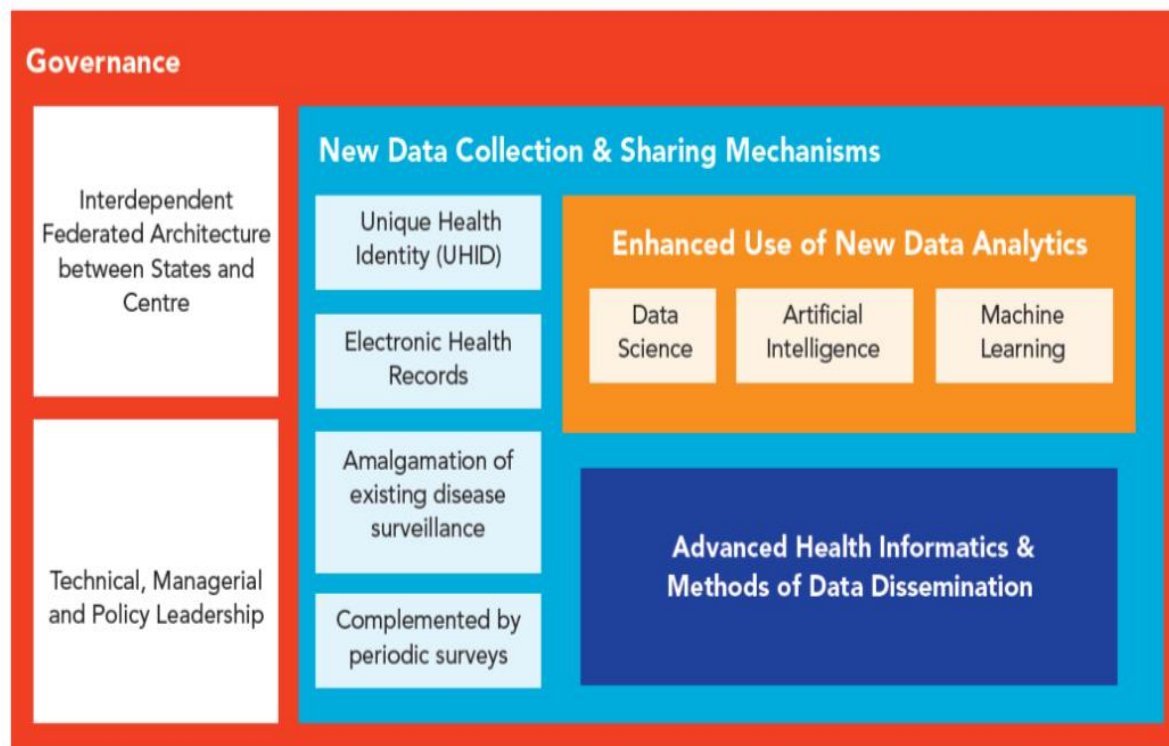 Governance
Interdependent
Federated Architecture
between States and
Centre
Technical, Managerial
and Policy Leadership
New Data Collection & Sharing Mechanisms
Unique Health
Identity (UHID)
Electronic Health
Records
Amalgamation of
existing disease
surveillance
Complemented by
periodic surveys
Enhanced Use of New Data Analytics
Data
Science
Artificial
Intelligence
Machine
Learning
Advanced Health Informatics &
Methods of Data Dissemination